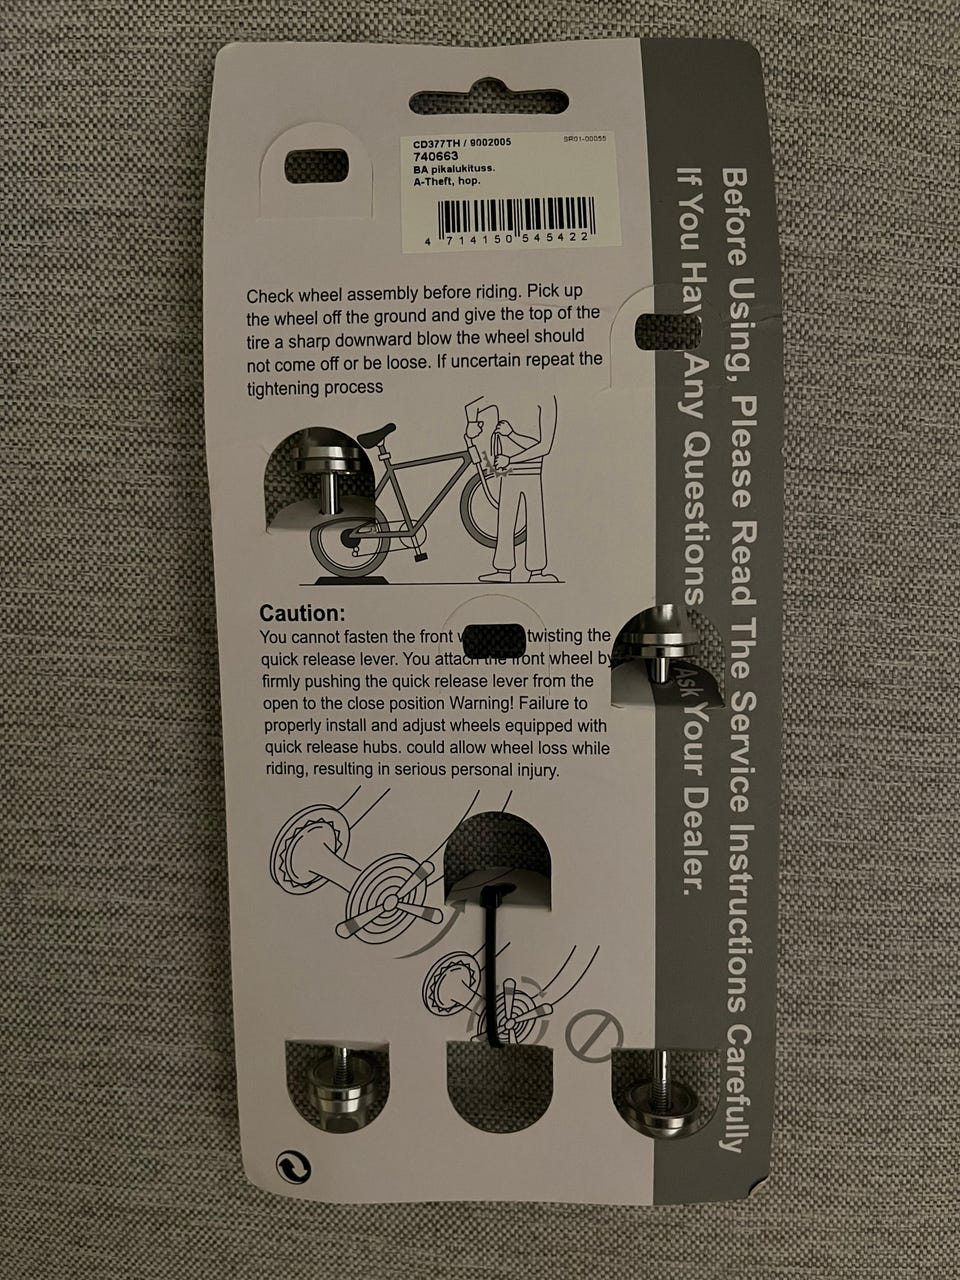 CD377TH / 9002005
SR01-00055
740663
BA pikalukituss.
A-Theft, hop.
4 714150 545422
Check wheel assembly before riding. Pick up
the wheel off the ground and give the top of the
tire a sharp downward blow the wheel should
not come off or be loose. If uncertain repeat the
tightening process
Caution:
You cannot fasten the front twisting the
quick release lever. You attach the front wheel by
firmly pushing the quick release lever from the
open to the close position Warning! Failure to
properly install and adjust wheels equipped with
quick release hubs. could allow wheel loss while
riding, resulting in serious personal injury.
Before Using, Please Read The Service Instructions Carefully
If You Have Any Questions Ask Your Dealer.